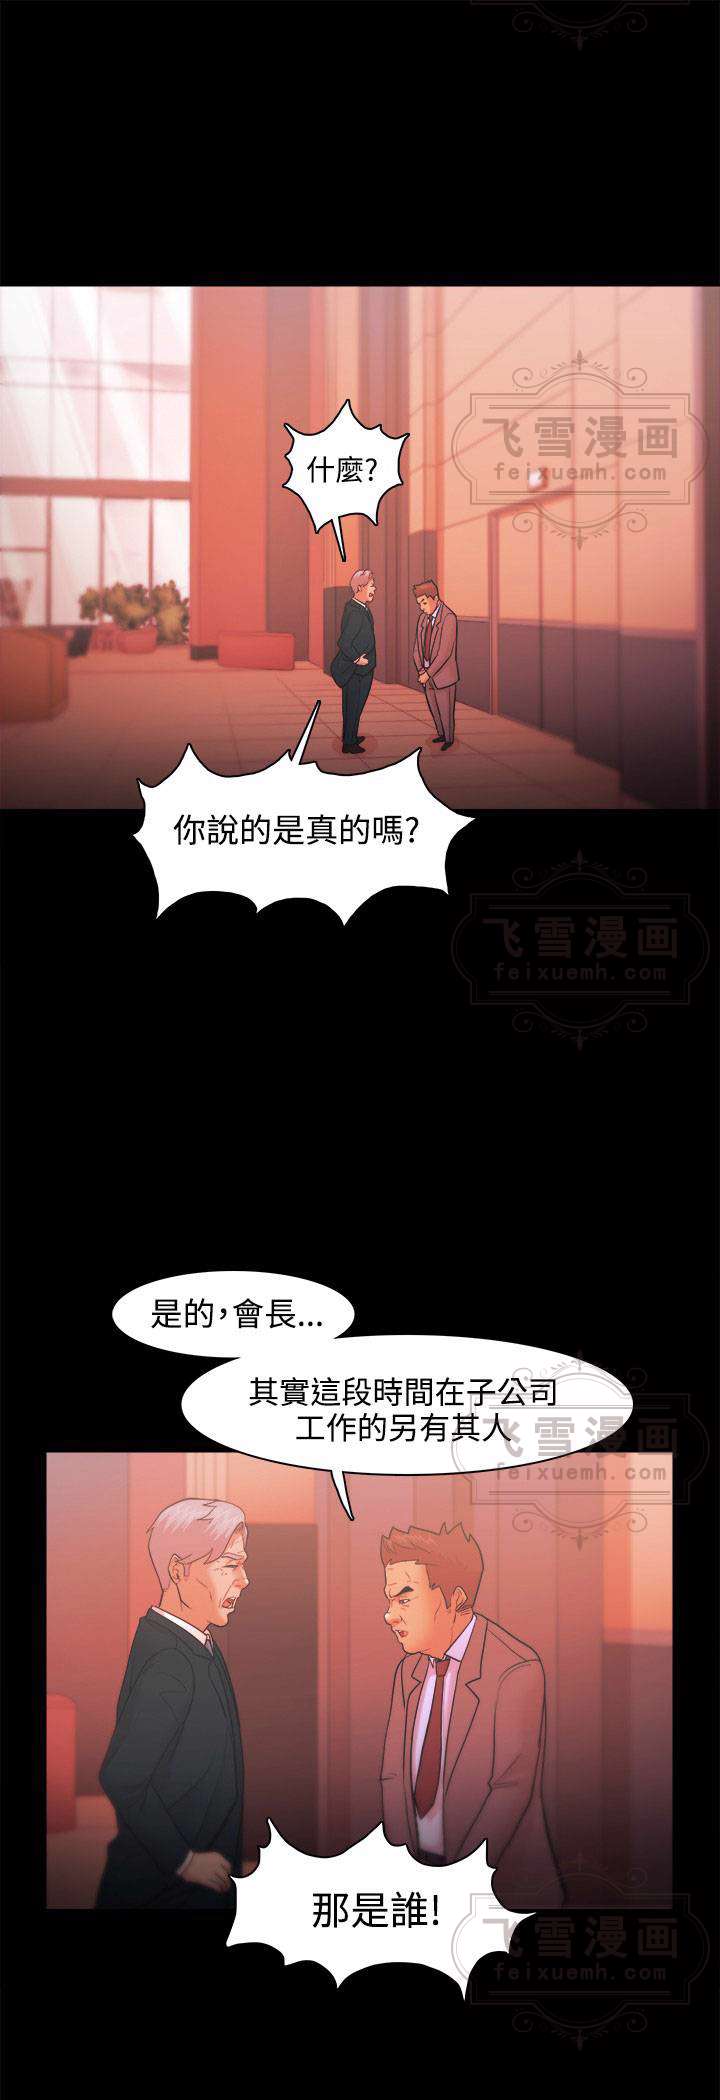 飞雪漫画
feixuemh.com
什麼?
你說的是真的嗎?
飞雪漫画
feixuemh.com
是的，會長...
其實這段時間在子公司
工作的另有其人
飞雪漫画
feixuemh.com
那是誰!
飞雪漫画
feixuemh.com